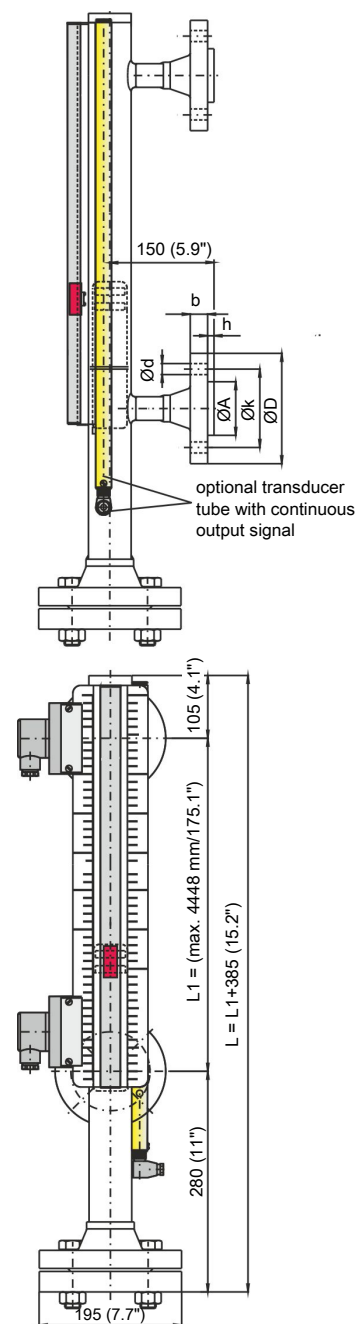 150 (5.9")
b
h
Ød
ØA
Øk
ØD
optional transducer
tube with continuous
output signal
105 (4.1")
L1 = (max. 4448 mm/175.1")
L = L1+385 (15.2")
280 (11")
195 (7.7")